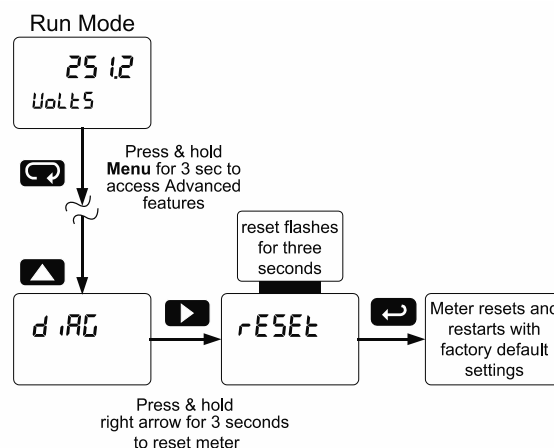 Run Mode
251.2
VoLtS
Press & hold
Menu for 3 sec to
access Advanced
features
reset flashes
for three
seconds
diAG
rESEt
Meter resets and
restarts with
factory default
settings
Press & hold
right arrow for 3 seconds
to reset meter